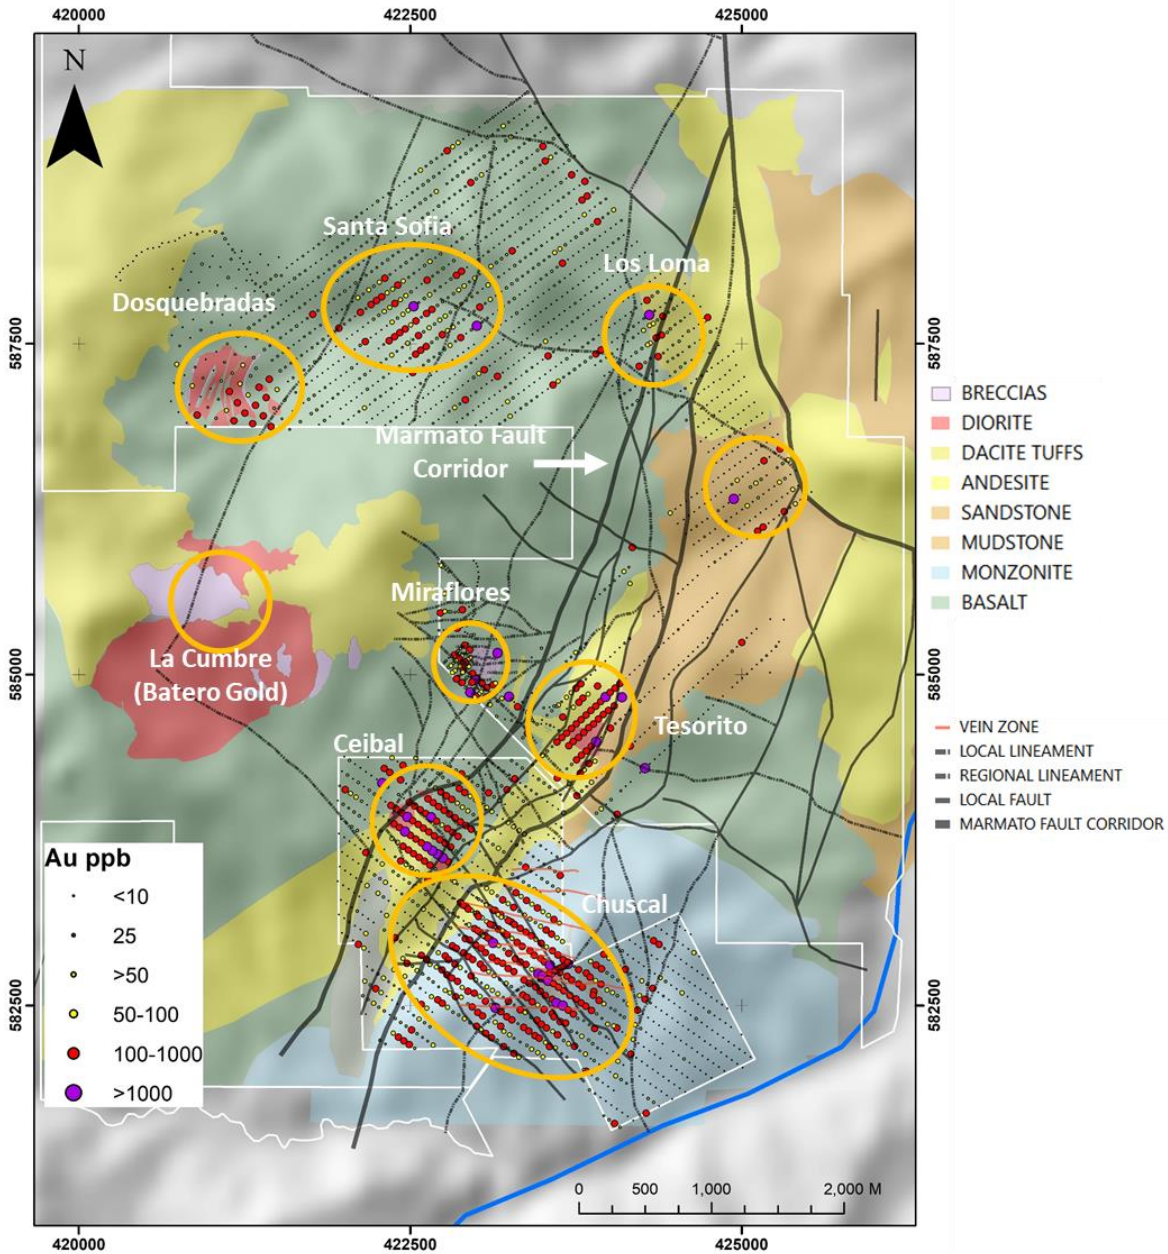 420000
422500
425000
N
Santa Sofia
Los Loma
Dosquebradas
587500
587500
Marmato Fault
Corridor
BRECCIAS
DIORITE
DACITE TUFFS
ANDESITE
SANDSTONE
MUDSTONE
MONZONITE
BASALT
Miraflores
La Cumbre
(Batero Gold)
585000
585000
Tesorito
Ceibal
VEIN ZONE
LOCAL LINEAMENT
REGIONAL LINEAMENT
LOCAL FAULT
MARMATO FAULT CORRIDOR
Au ppb
<10
25
>50
50-100
100-1000
>1000
Chuscal
582500
582500
0 500 1,000 2,000 M
420000
422500
425000